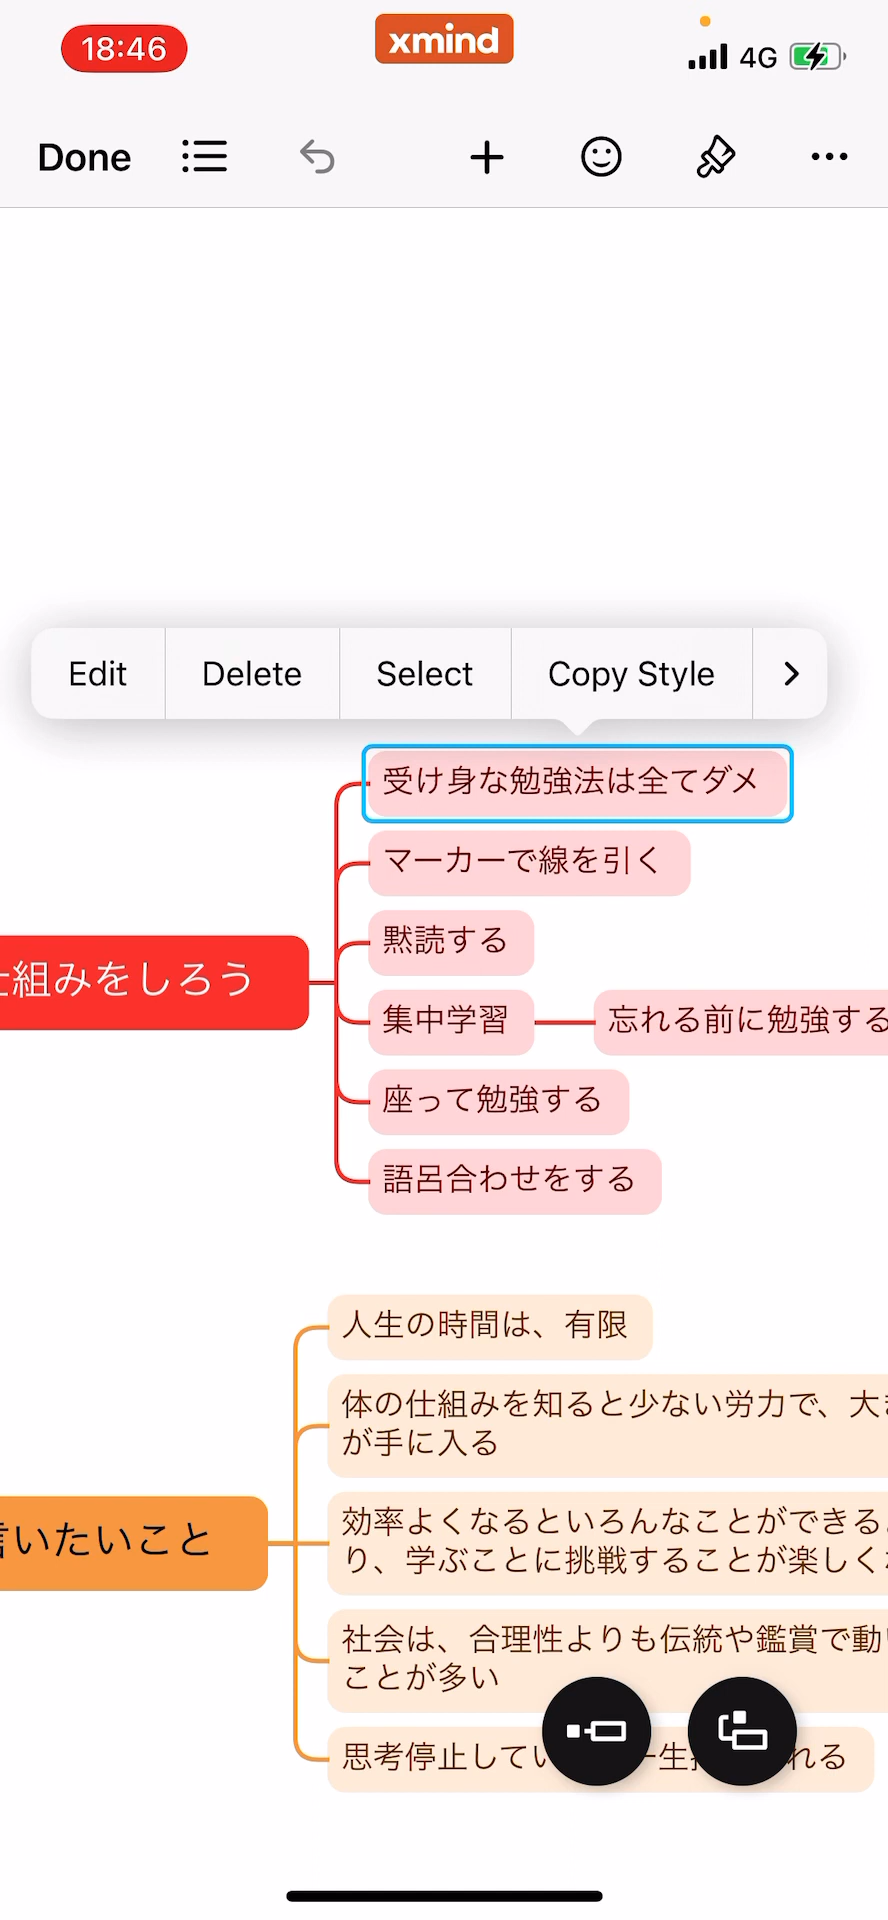 18:46
xmind
4G
Done
Edit
Delete
Select
Copy Style
受け身な勉強法は全てダメ
マーカーで線を引く
黙読する
組みをしろう
集中学習
忘れる前に勉強する
座って勉強する
語呂合わせをする
人生の時間は、有限
体の仕組みを知ると少ない労力で、大
が手に入る
効率よくなるといろんなことができる
り、学ぶことに挑戦することが楽しく
いたいこと
社会は、合理性よりも伝統や鑑賞で動
ことが多い
思考停止してい
一生
れる